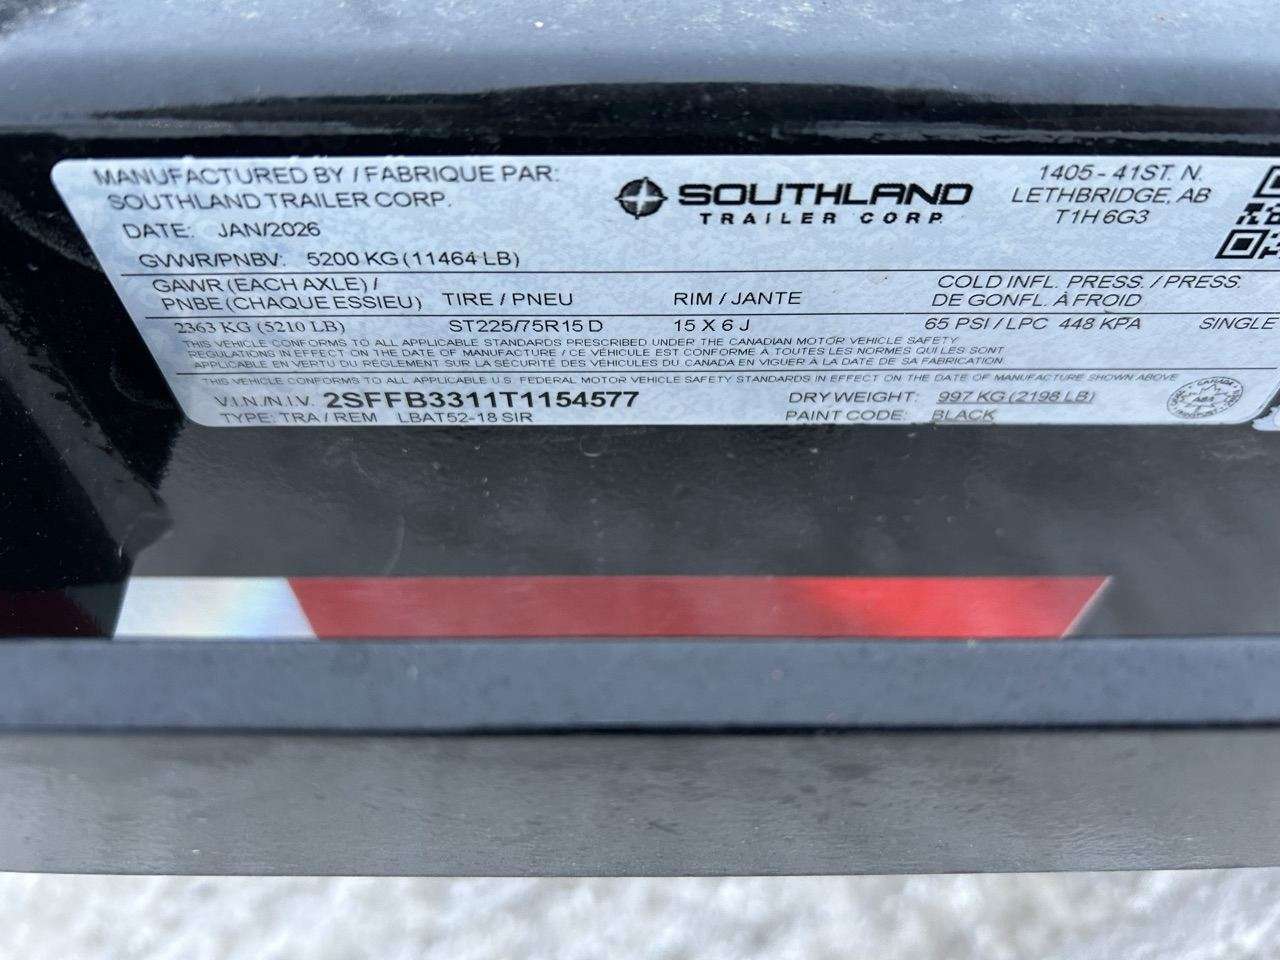 MANUFACTURED BY / FABRIQUE PAR:
SOUTHLAND TRAILER CORP.
DATE: JAN/2026
SOUTHLAND
TRAILER CORP
1405 - 41ST. N.
LETHBRIDGE, AB
T1H 6G3
GVWR/PNBV: 5200 KG (11464 LB)
GAWR (EACH AXLE) /
PNBE (CHAQUE ESSIEU) TIRE / PNEU RIM / JANTE
COLD INFL. PRESS. / PRESS.
DE GONFL. À FROID
2363 KG (5210 LB) ST225/75R15 D 15 X 6 J 65 PSI / LPC 448 KPA SINGLE
THIS VEHICLE CONFORMS TO ALL APPLICABLE STANDARDS PRESCRIBED UNDER THE CANADIAN MOTOR VEHICLE SAFETY
REGULATIONS IN EFFECT ON THE DATE OF MANUFACTURE / CE VÉHICULE EST CONFORME À TOUTES LES NORMES QUI LES SONT
APPLICABLE EN VERTU DU RÉGLEMENT SUR LA SÉCURITÉ DES VÉHICULES DU CANADA EN VIGUER À LA DATE DE SA FABRICATION.
THIS VEHICLE CONFORMS TO ALL APPLICABLE U.S. FEDERAL MOTOR VEHICLE SAFETY STANDARDS IN EFFECT ON THE DATE OF MANUFACTURE SHOWN ABOVE
V.I.N./N.I.V. 2SFFB3311T1154577 DRY WEIGHT: 997 KG (2198 LB)
TYPE: TRA / REM LBAT52-18 SIR PAINT CODE: BLACK